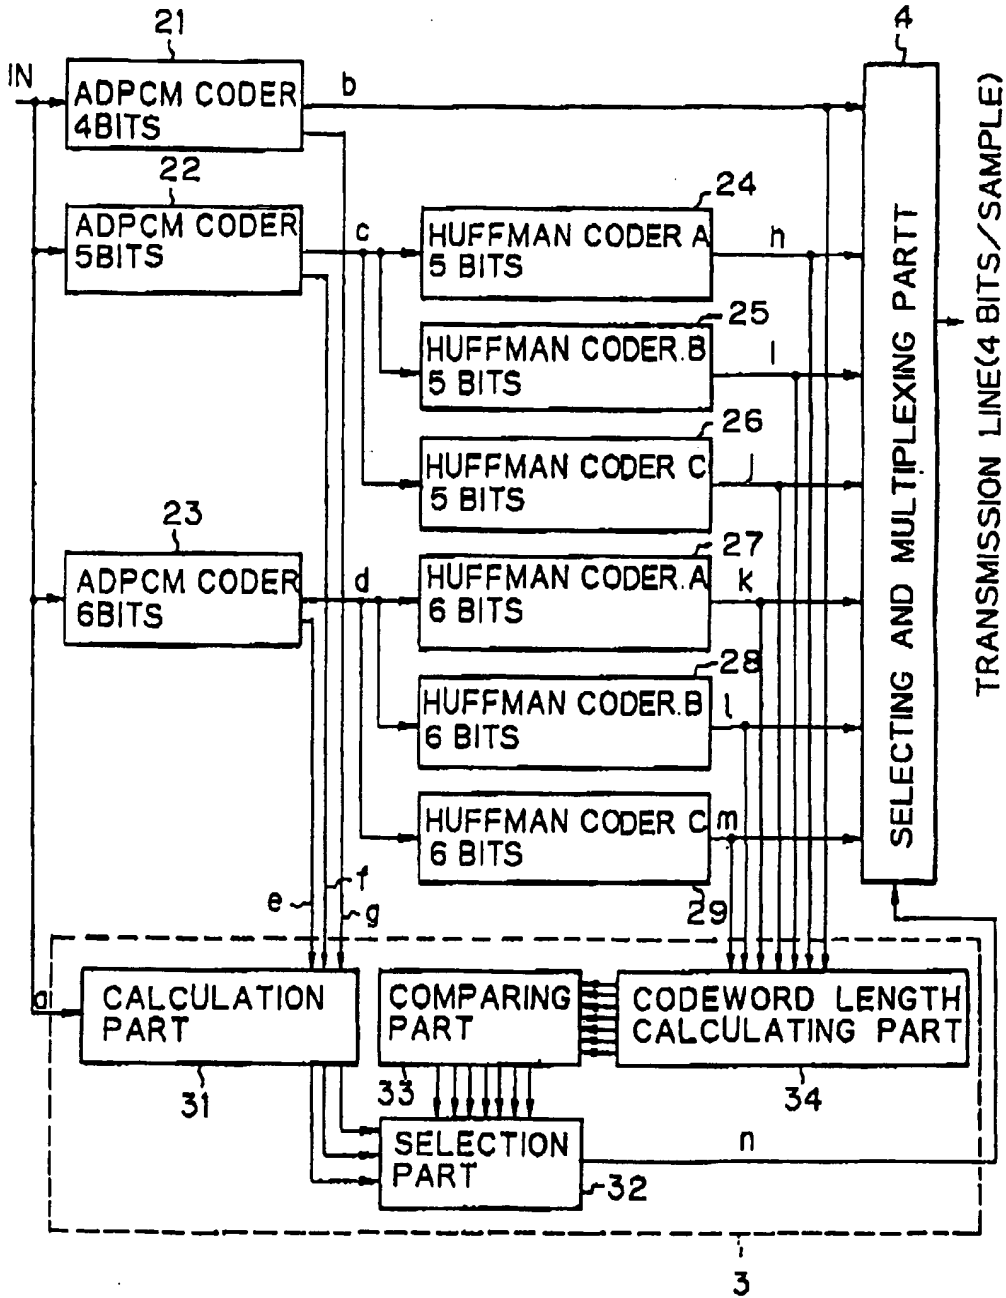 21
4
IN
ADPCM CODER
4BITS
b
22
ADPCM CODER
5BITS
c
24
HUFFMAN CODER A
5 BITS
h
25
HUFFMAN CODER.B
5 BITS
i
26
HUFFMAN CODER C
5 BITS
j
23
ADPCM CODER
6BITS
d
27
HUFFMAN CODER.A
6 BITS
k
28
HUFFMAN CODER.B
6 BITS
l
HUFFMAN CODER C
6 BITS
m
29
SELECTING AND MULTIPLEXING PARTT
TRANSMISSION LINE(4 BITS/SAMPLE)
e
f
g
a
CALCULATION
PART
31
COMPARING
PART
33
CODEWORD LENGTH
CALCULATING PART
34
SELECTION
PART
32
n
3